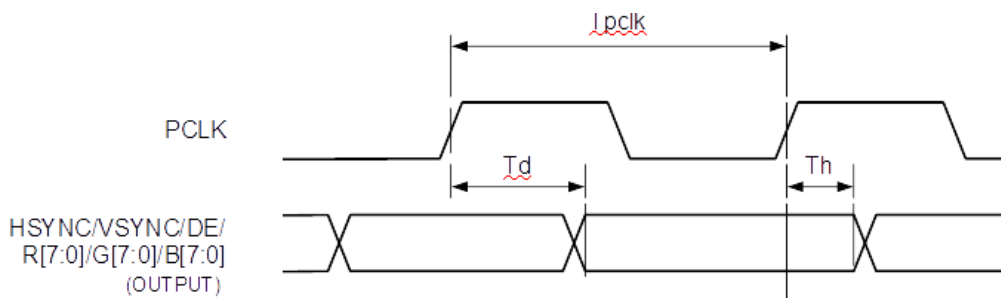 Tpclk
PCLK
Td
Th
HSYNC/VSYNC/DE/
R[7:0]/G[7:0]/B[7:0]
(OUTPUT)